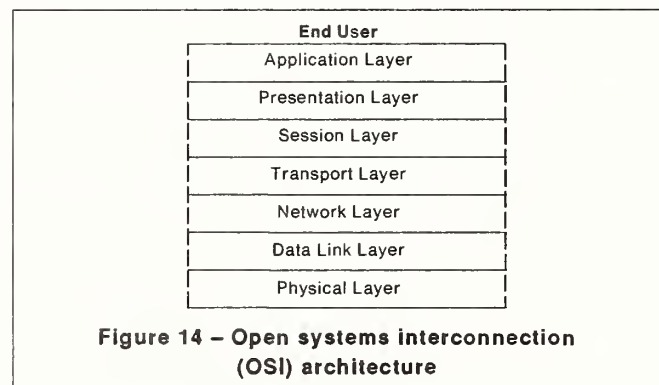 End User
Application Layer
Presentation Layer
Session Layer
Transport Layer
Network Layer
Data Link Layer
Physical Layer
Figure 14 – Open systems interconnection
(OSI) architecture